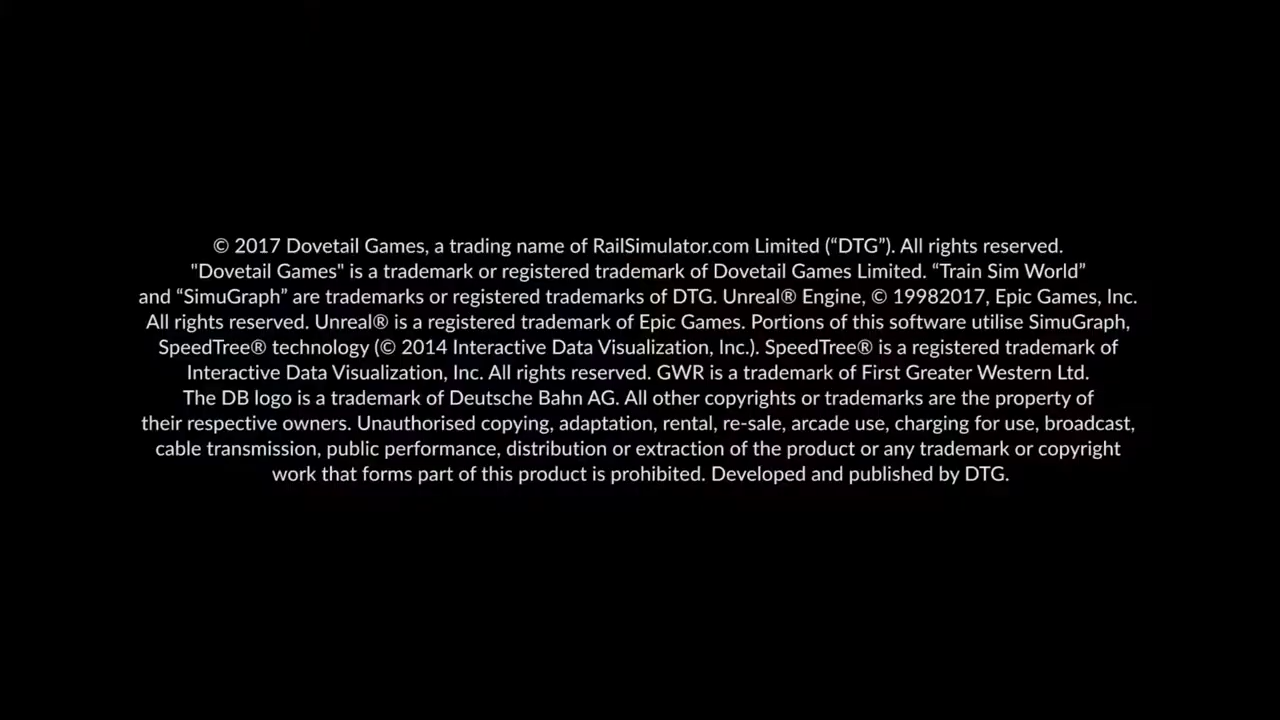 © 2017 Dovetail Games, a trading name of RailSimulator.com Limited (“DTG”). All rights reserved.
"Dovetail Games" is a trademark or registered trademark of Dovetail Games Limited. “Train Sim World”
and “SimuGraph” are trademarks or registered trademarks of DTG. Unreal® Engine, © 19982017, Epic Games, Inc.
All rights reserved. Unreal® is a registered trademark of Epic Games. Portions of this software utilise SimuGraph,
SpeedTree® technology (© 2014 Interactive Data Visualization, Inc.). SpeedTree® is a registered trademark of
Interactive Data Visualization, Inc. All rights reserved. GWR is a trademark of First Greater Western Ltd.
The DB logo is a trademark of Deutsche Bahn AG. All other copyrights or trademarks are the property of
their respective owners. Unauthorised copying, adaptation, rental, re-sale, arcade use, charging for use, broadcast,
cable transmission, public performance, distribution or extraction of the product or any trademark or copyright
work that forms part of this product is prohibited. Developed and published by DTG.